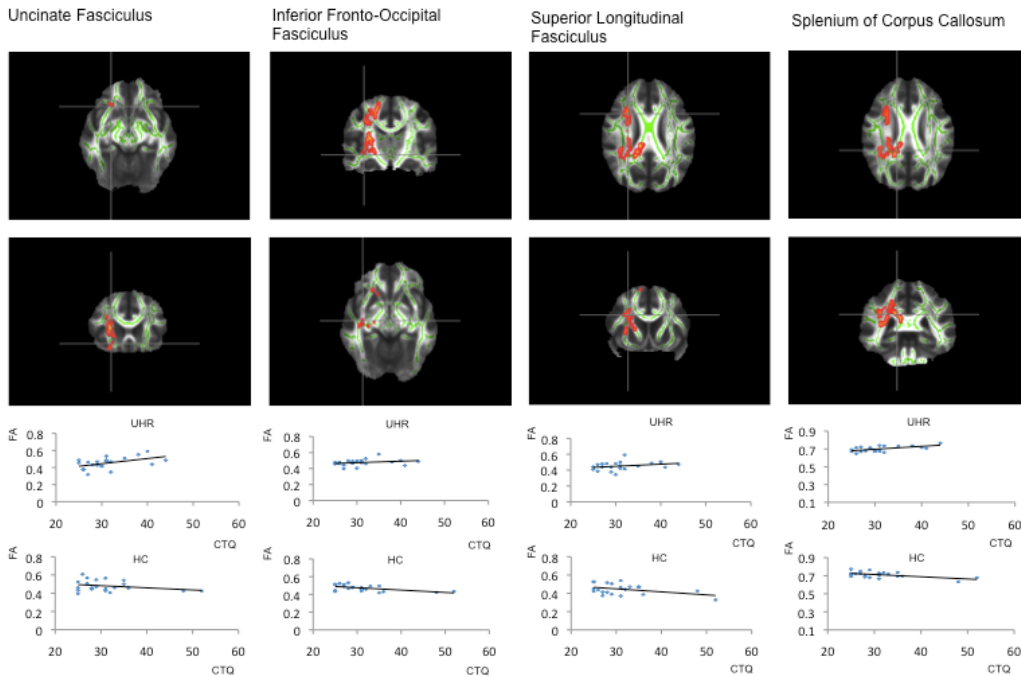 Uncinate Fasciculus
Inferior Fronto-Occipital
Fasciculus
Superior Longitudinal
Fasciculus
Splenium of Corpus Callosum
UHR
FA
0.8
0.6
0.4
0.2
0
20 30 40 50 60
CTQ
UHR
FA
0.8
0.6
0.4
0.2
0
20 30 40 50 60
CTQ
UHR
FA
0.8
0.6
0.4
0.2
0
20 30 40 50 60
CTQ
UHR
FA
0.9
0.7
0.5
0.3
0.1
20 30 40 50 60
CTQ
HC
FA
0.8
0.6
0.4
0.2
0
20 30 40 50 60
CTQ
HC
FA
0.8
0.6
0.4
0.2
0
20 30 40 50 60
CTQ
HC
FA
0.8
0.6
0.4
0.2
0
20 30 40 50 60
CTQ
HC
FA
0.9
0.7
0.5
0.3
0.1
20 30 40 50 60
CTQ